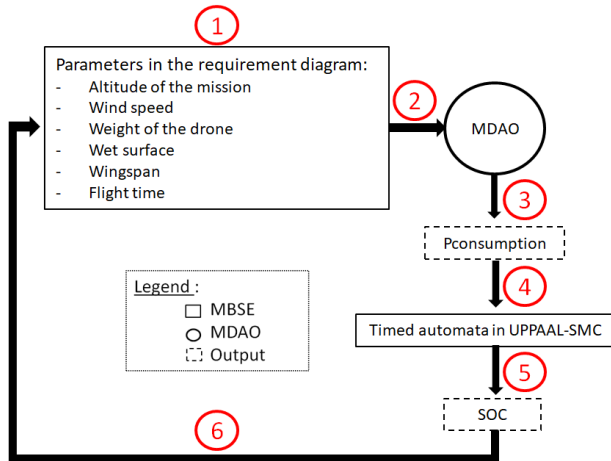 1
Parameters in the requirement diagram:
- Altitude of the mission
- Wind speed
- Weight of the drone
- Wet surface
- Wingspan
- Flight time
2
MDAO
3
Pconsumption
4
Legend :
MBSE
MDAO
Output
Timed automata in UPPAAL-SMC
5
SOC
6